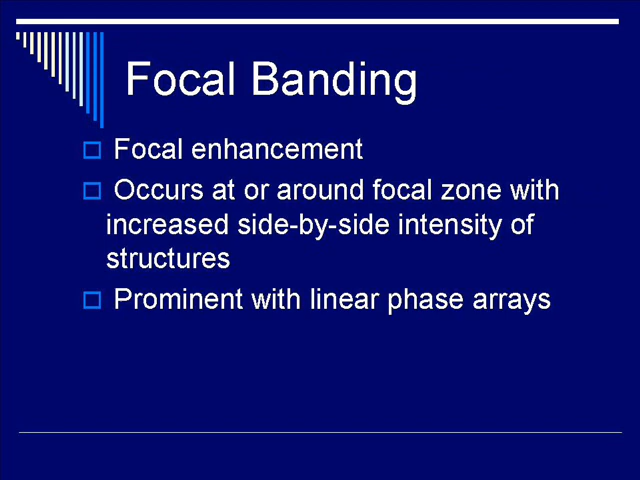 Focal Banding
Focal enhancement
Occurs at or around focal zone with
increased side-by-side intensity of
structures
Prominent with linear phase arrays